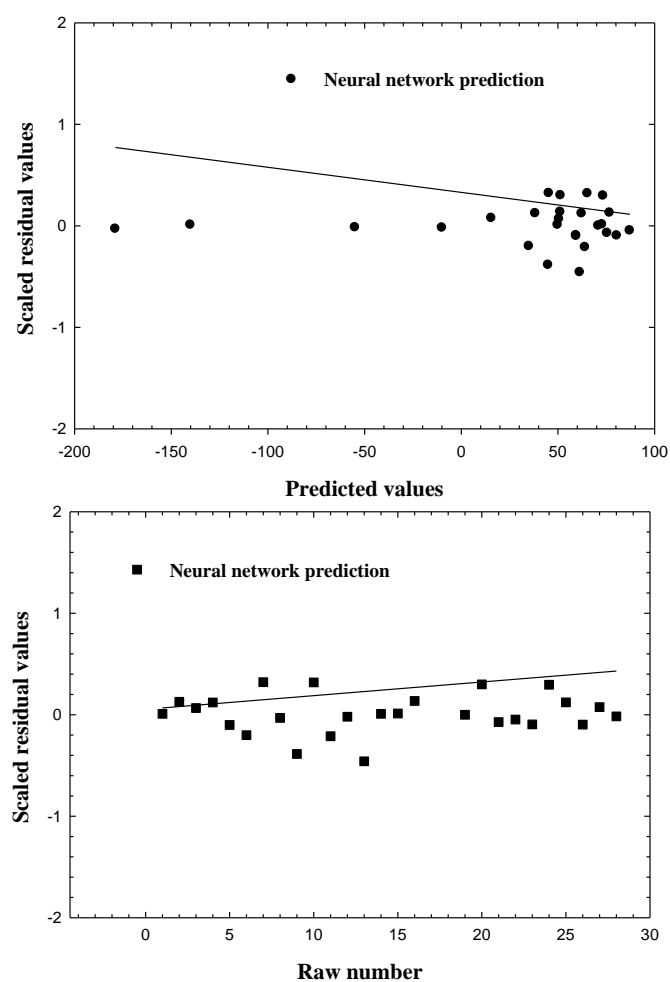 2
1
0
-1
-2
Scaled residual values
Neural network prediction
-200 -150 -100 -50 0 50 100
Predicted values
2
1
0
-1
-2
Scaled residual values
Neural network prediction
0 5 10 15 20 25 30
Raw number